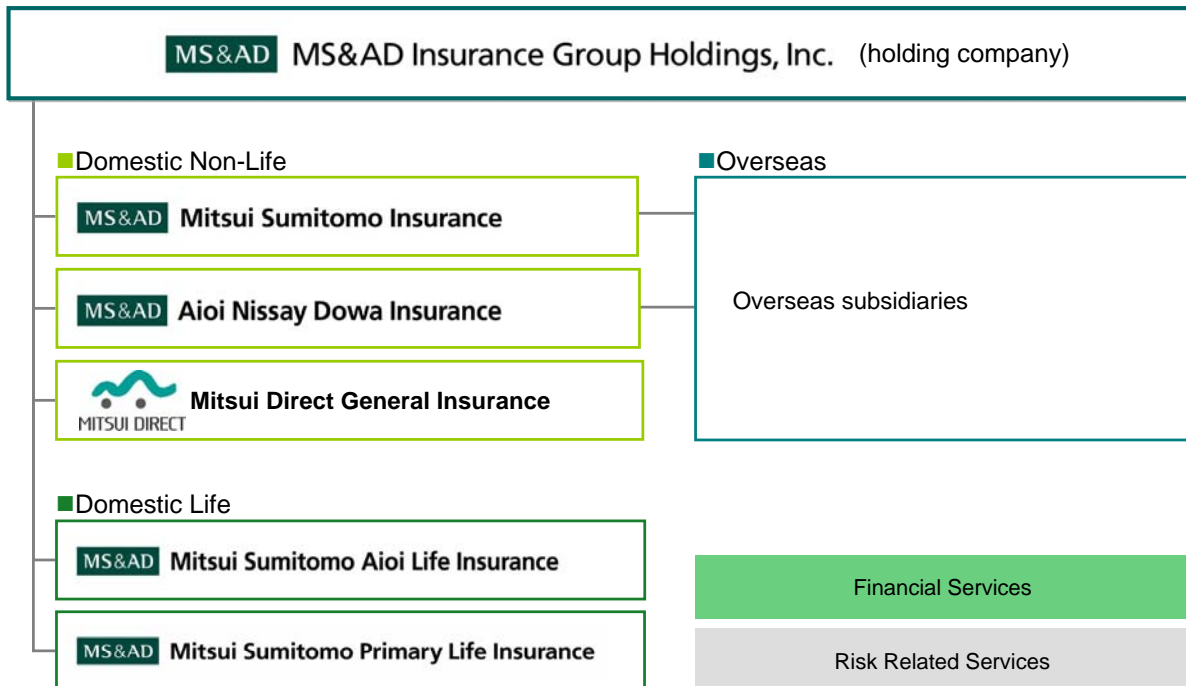 MS&AD MS&AD Insurance Group Holdings, Inc. (holding company)
■Domestic Non-Life
MS&AD Mitsui Sumitomo Insurance
MS&AD Aioi Nissay Dowa Insurance
MITSUI DIRECT Mitsui Direct General Insurance
■Overseas
Overseas subsidiaries
■Domestic Life
MS&AD Mitsui Sumitomo Aioi Life Insurance
MS&AD Mitsui Sumitomo Primary Life Insurance
Financial Services
Risk Related Services